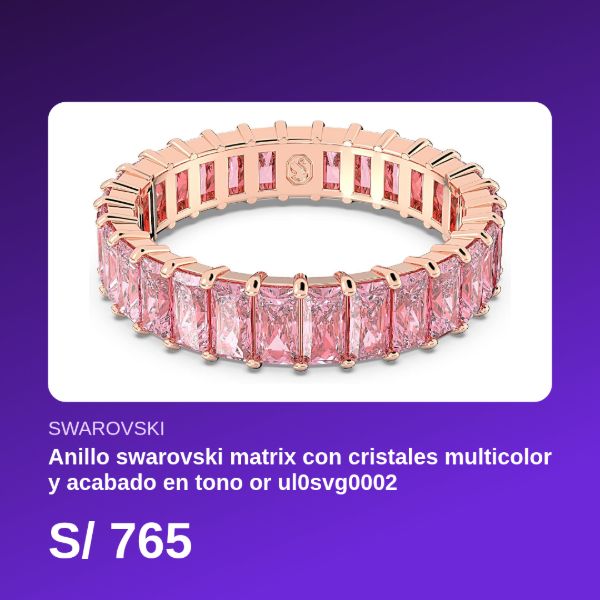 SWAROVSKI
Anillo swarovski matrix con cristales multicolor
y acabado en tono or ul0svg0002
S/ 765